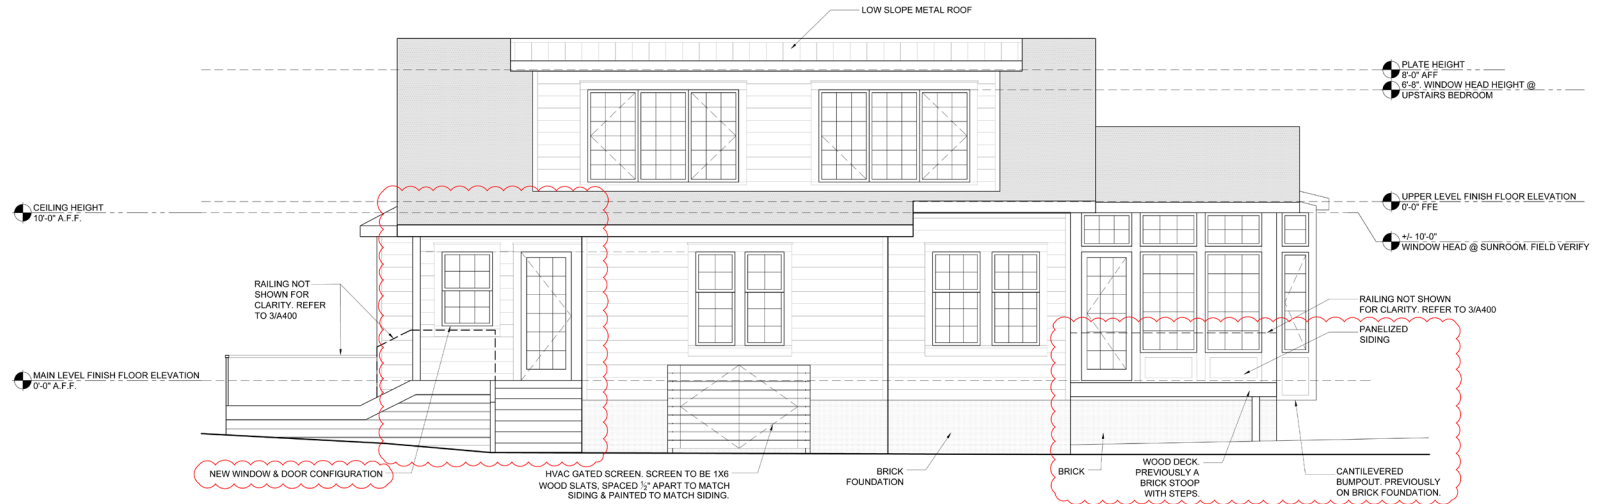 LOW SLOPE METAL ROOF
PLATE HEIGHT
8'-0" AFF
6'-8". WINDOW HEAD HEIGHT @
UPSTAIRS BEDROOM
CEILING HEIGHT
10'-0" A.F.F.
UPPER LEVEL FINISH FLOOR ELEVATION
0'-0" FFE
+/- 10'-0"
WINDOW HEAD @ SUNROOM. FIELD VERIFY
RAILING NOT
SHOWN FOR
CLARITY. REFER
TO 3/A400
RAILING NOT SHOWN
FOR CLARITY. REFER TO 3/A400
PANELIZED
SIDING
MAIN LEVEL FINISH FLOOR ELEVATION
0'-0" A.F.F.
NEW WINDOW & DOOR CONFIGURATION
HVAC GATED SCREEN. SCREEN TO BE 1X6
WOOD SLATS, SPACED ½" APART TO MATCH
SIDING & PAINTED TO MATCH SIDING.
BRICK
FOUNDATION
BRICK
WOOD DECK.
PREVIOUSLY A
BRICK STOOP
WITH STEPS.
CANTILEVERED
BUMPOUT. PREVIOUSLY
ON BRICK FOUNDATION.